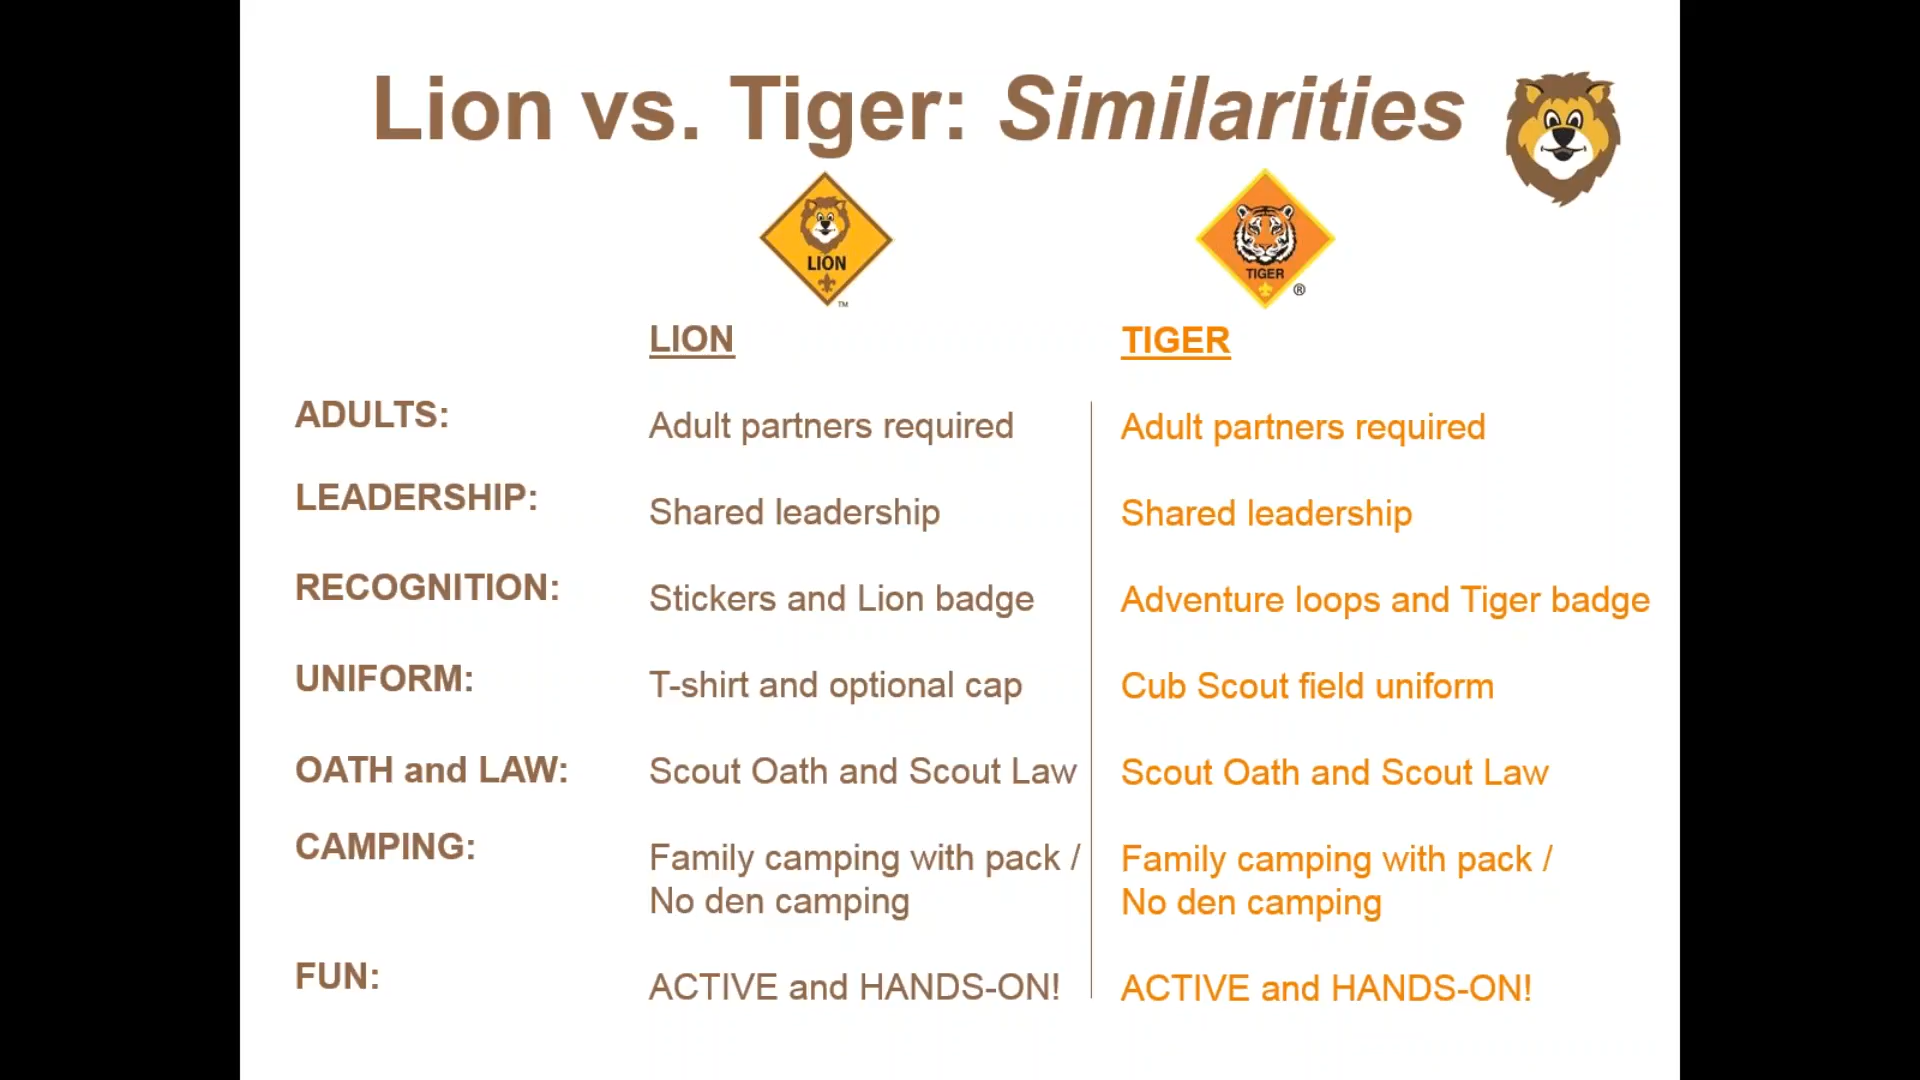 Lion vs. Tiger: Similarities
LION
TM
TIGER
®
LION
TIGER
ADULTS:
Adult partners required
Adult partners required
LEADERSHIP:
Shared leadership
Shared leadership
RECOGNITION:
Stickers and Lion badge
Adventure loops and Tiger badge
UNIFORM:
T-shirt and optional cap
Cub Scout field uniform
OATH and LAW:
Scout Oath and Scout Law
Scout Oath and Scout Law
CAMPING:
Family camping with pack /
No den camping
Family camping with pack /
No den camping
FUN:
ACTIVE and HANDS-ON!
ACTIVE and HANDS-ON!